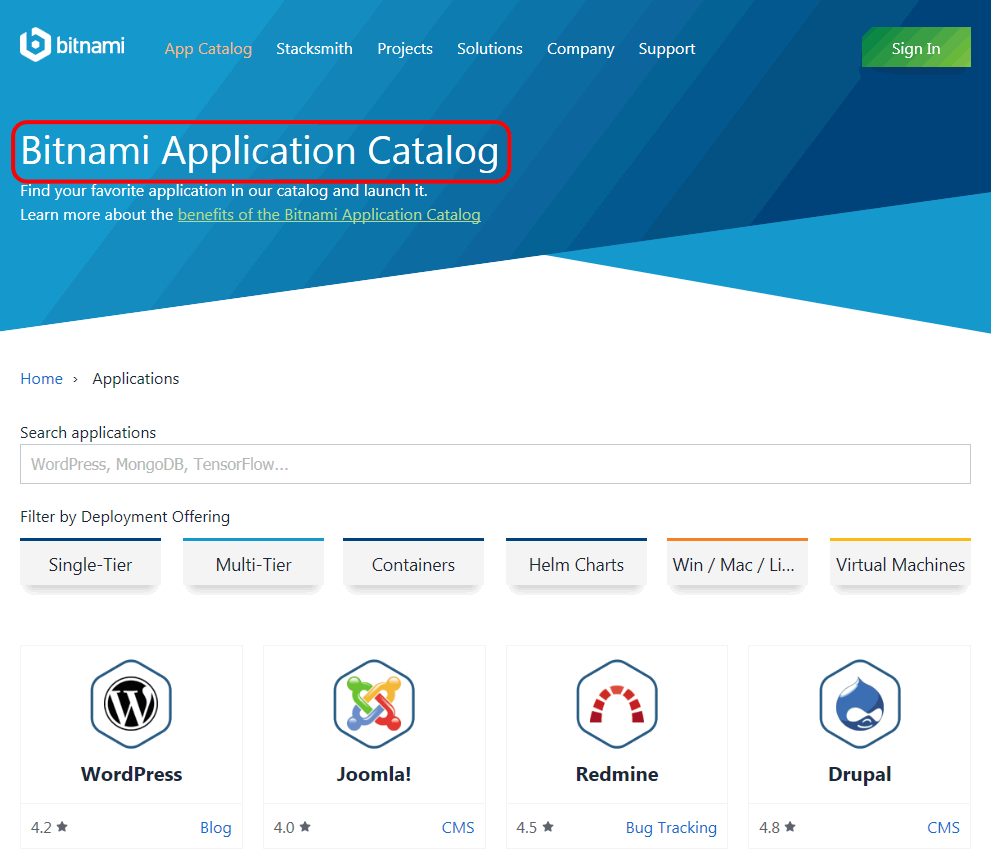 bitnami App Catalog Stacksmith Projects Solutions Company Support Sign In
Bitnami Application Catalog
Find your favorite application in our catalog and launch it.
Learn more about the benefits of the Bitnami Application Catalog
Home › Applications
Search applications
WordPress, MongoDB, TensorFlow...
Filter by Deployment Offering
Single-Tier Multi-Tier Containers Helm Charts Win / Mac / Li... Virtual Machines
WordPress Joomla! Redmine Drupal
4.2 ★ Blog 4.0 ★ CMS 4.5 ★ Bug Tracking 4.8 ★ CMS